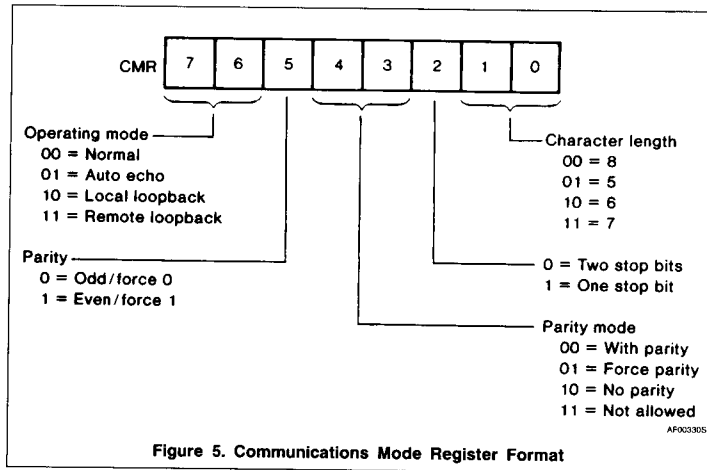 CMR 7 6 5 4 3 2 1 0
Operating mode
00 = Normal
01 = Auto echo
10 = Local loopback
11 = Remote loopback
Parity
0 = Odd/force 0
1 = Even/force 1
Character length
00 = 8
01 = 5
10 = 6
11 = 7
0 = Two stop bits
1 = One stop bit
Parity mode
00 = With parity
01 = Force parity
10 = No parity
11 = Not allowed
AF00330S
Figure 5. Communications Mode Register Format